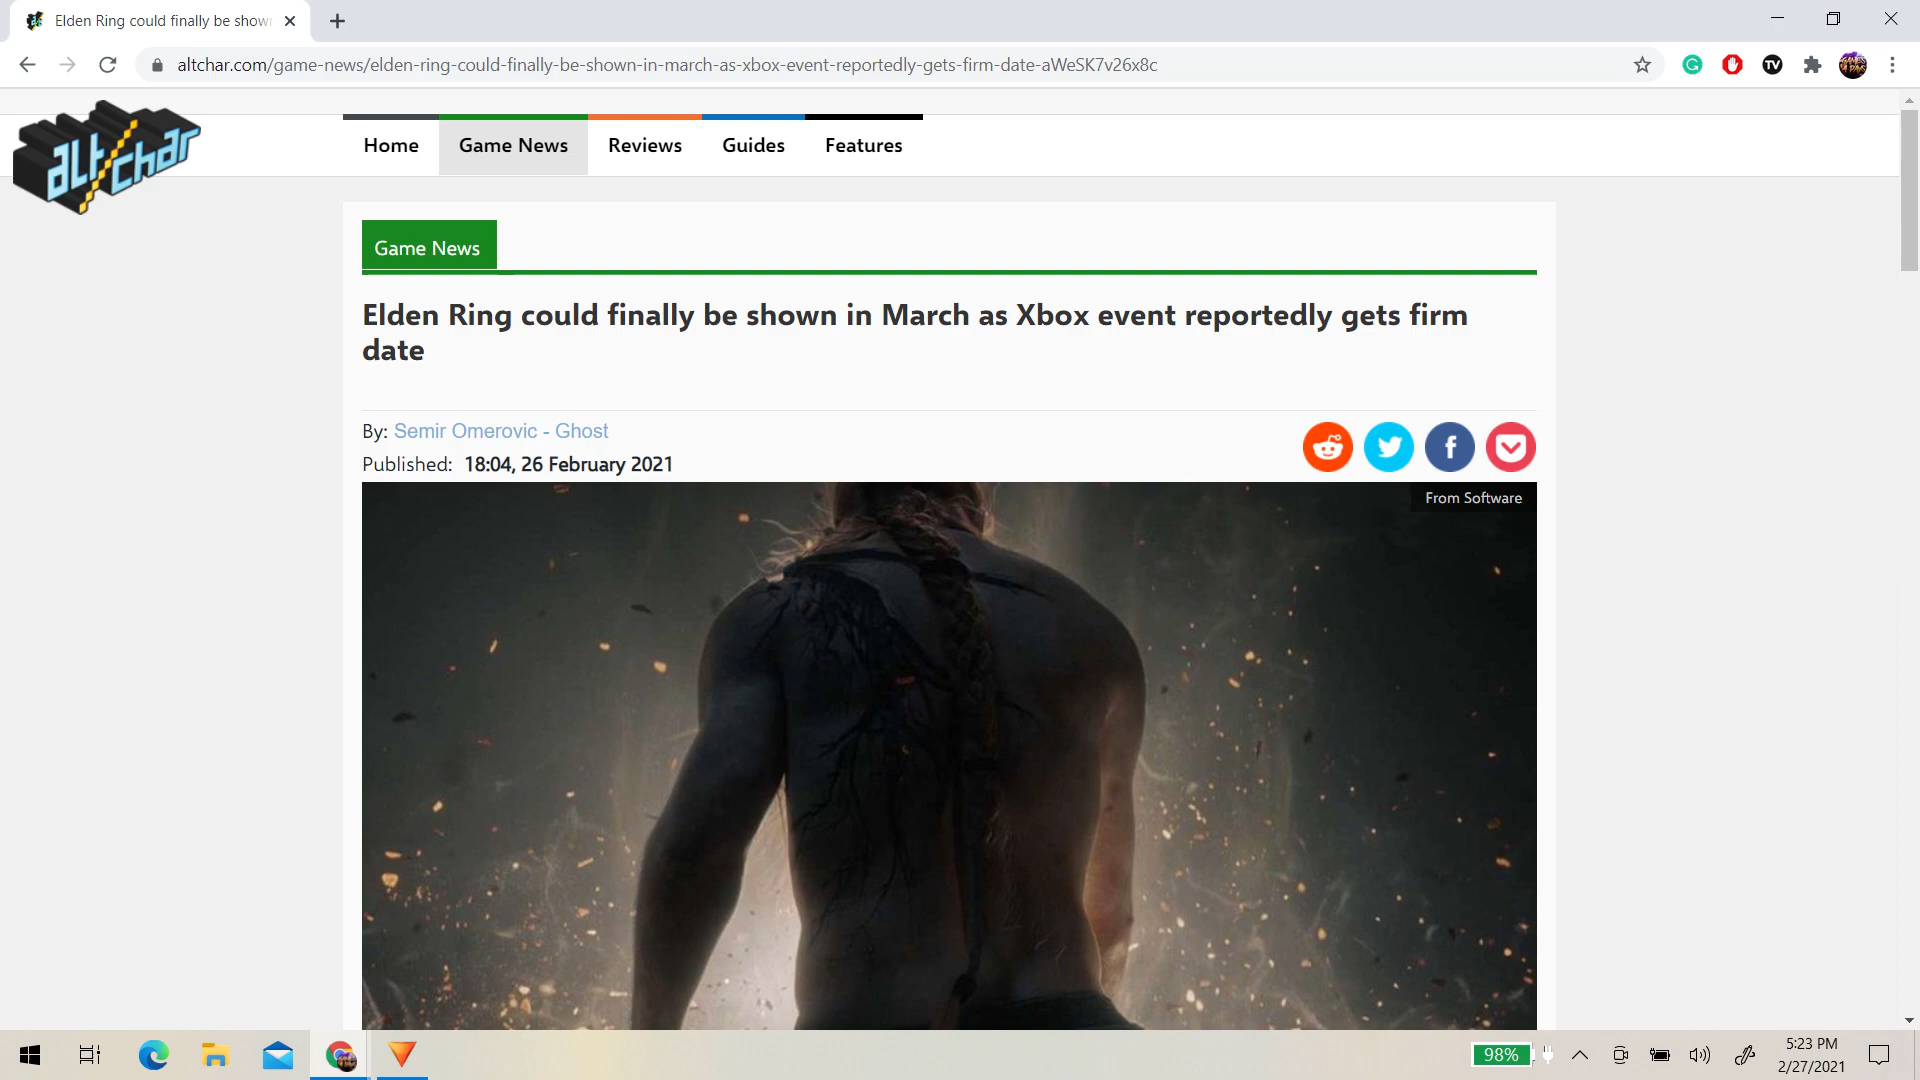 Elden Ring could finally be show
altchar.com/game-news/elden-ring-could-finally-be-shown-in-march-as-xbox-event-reportedly-gets-firm-date-aWeSK7v26x8c
TV
alt/char
Home Game News Reviews Guides Features
Game News
Elden Ring could finally be shown in March as Xbox event reportedly gets firm
date
By: Semir Omerovic - Ghost
Published: 18:04, 26 February 2021
From Software
98%
5:23 PM
2/27/2021